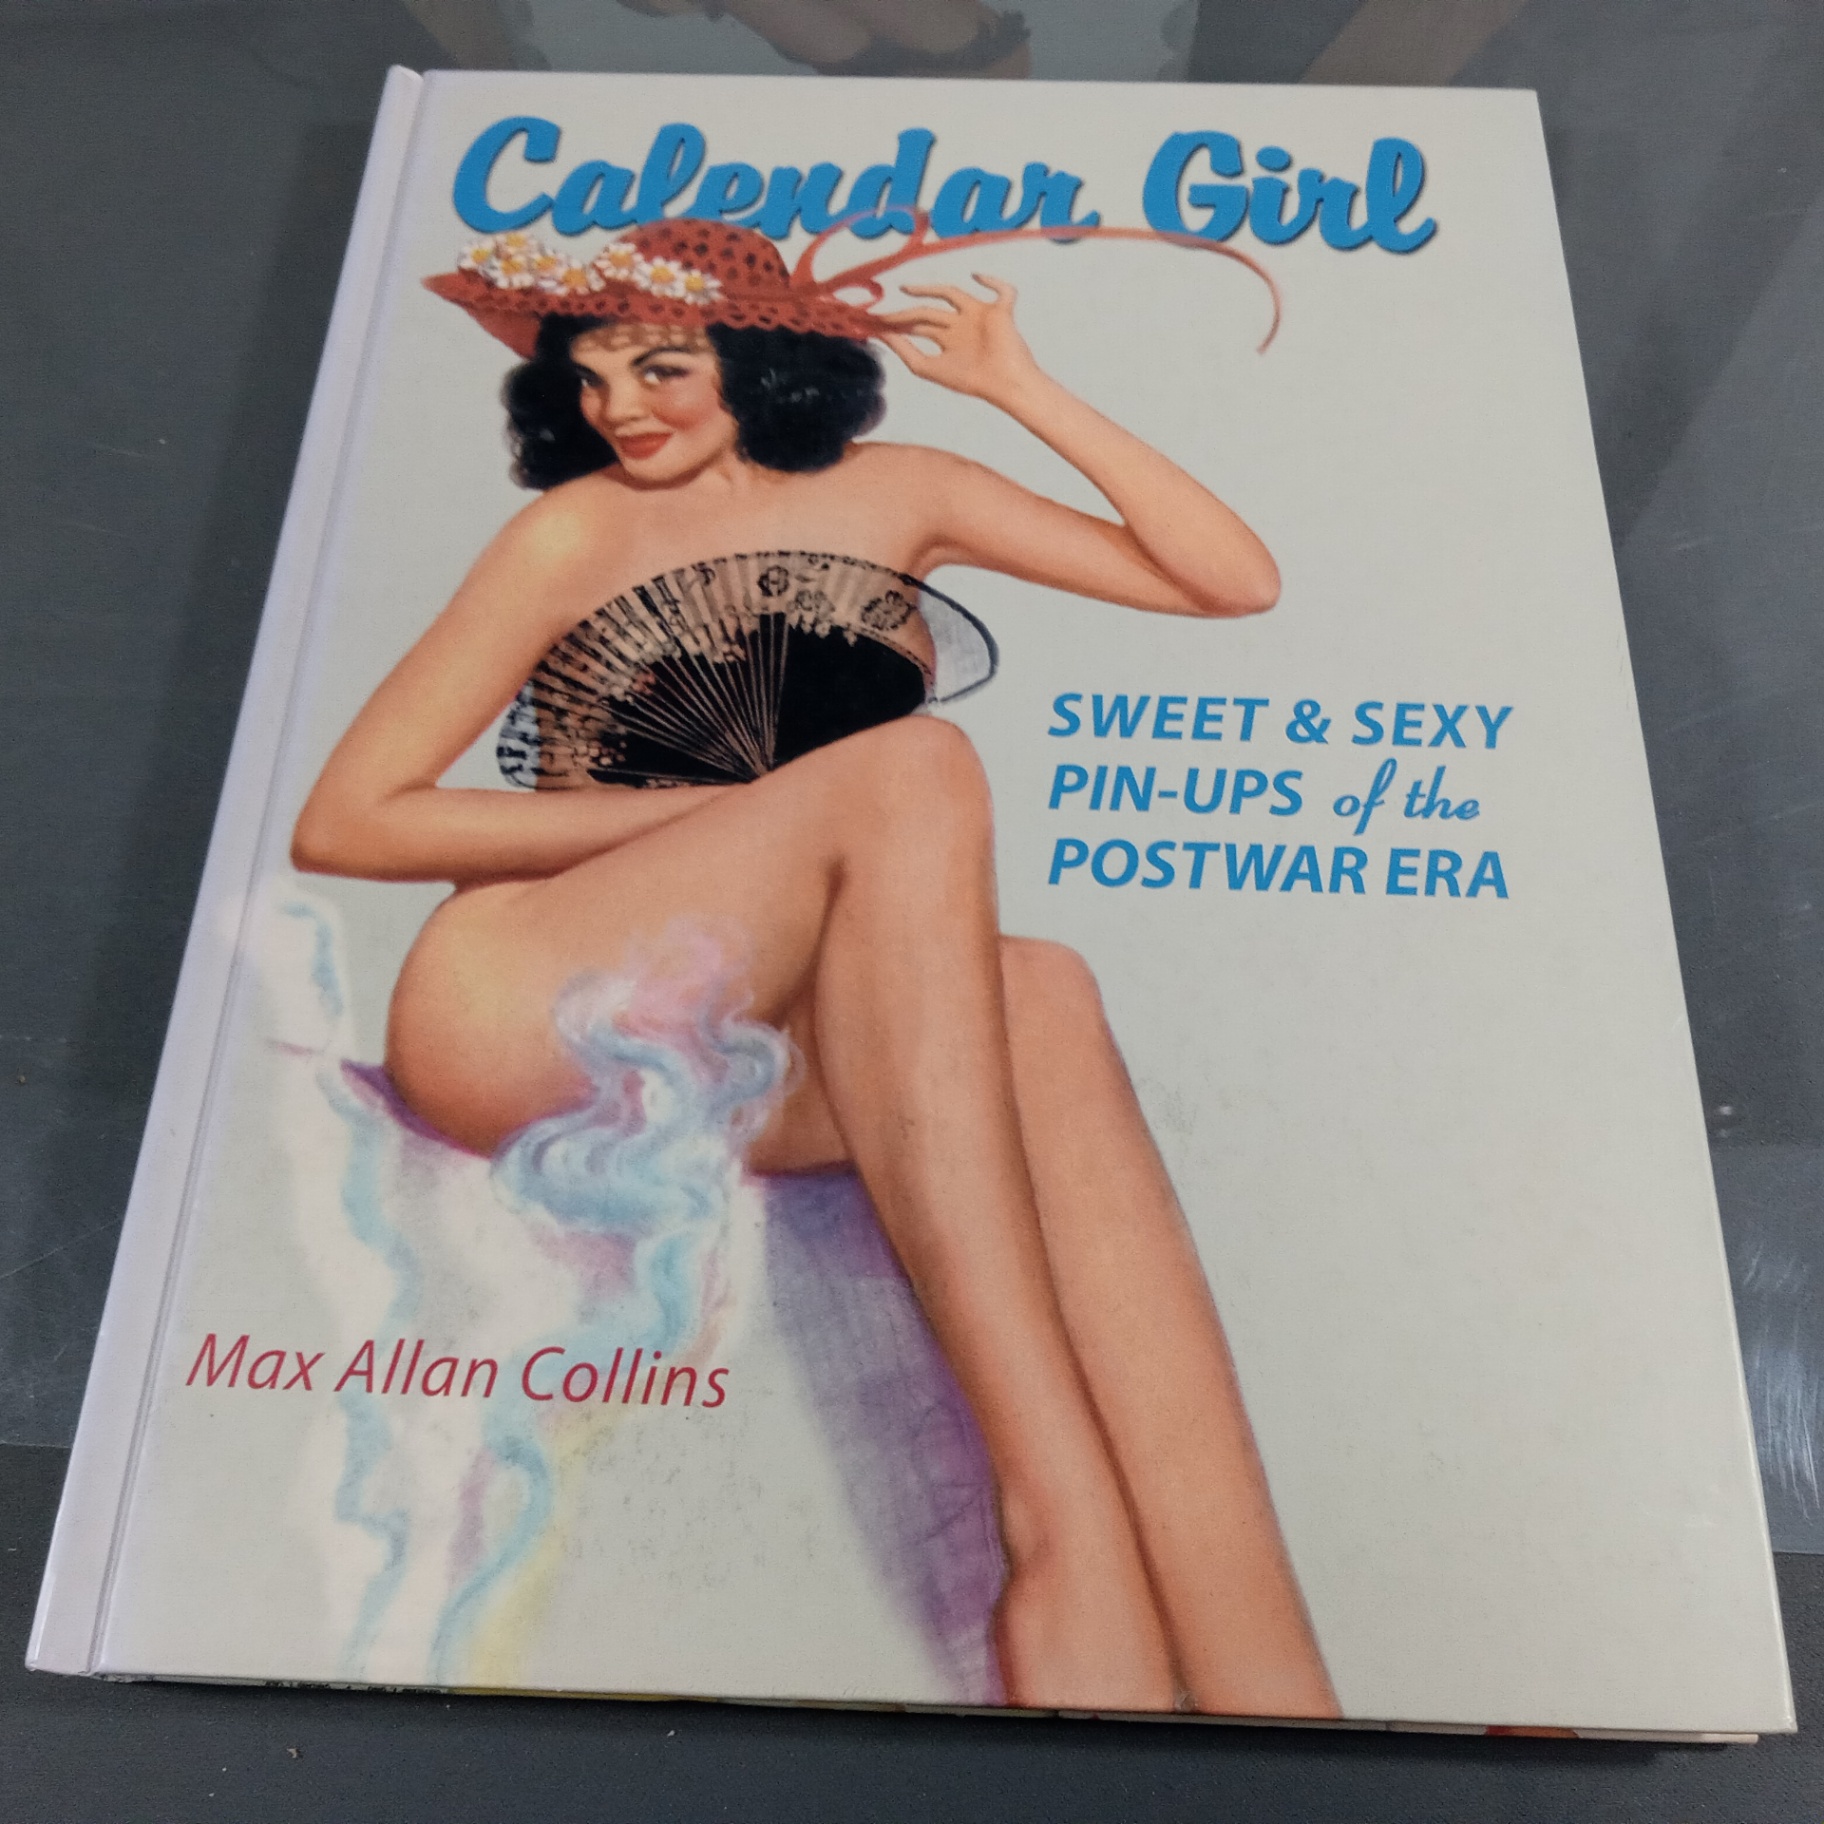 Calendar Girl
SWEET & SEXY
PIN-UPS of the
POSTWAR ERA
Max Allan Collins